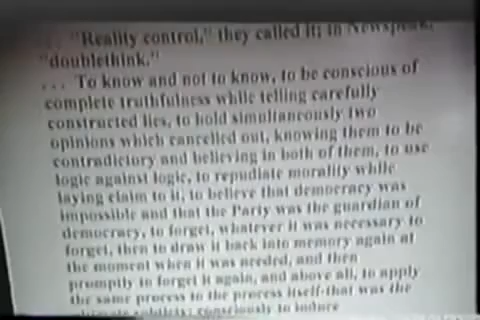 ... "Reality control," they called it; in Newspeak,
"doublethink."
... To know and not to know, to be conscious of
complete truthfulness while telling carefully
constructed lies, to hold simultaneously two
opinions which cancelled out, knowing them to be
contradictory and believing in both of them, to use
logic against logic, to repudiate morality while
laying claim to it, to believe that democracy was
impossible and that the Party was the guardian of
democracy, to forget, whatever it was necessary to
forget, then to draw it back into memory again at
the moment when it was needed, and then
promptly to forget it again, and above all, to apply
the same process to the process itself-that was the
ultimate subtlety: consciously to induce